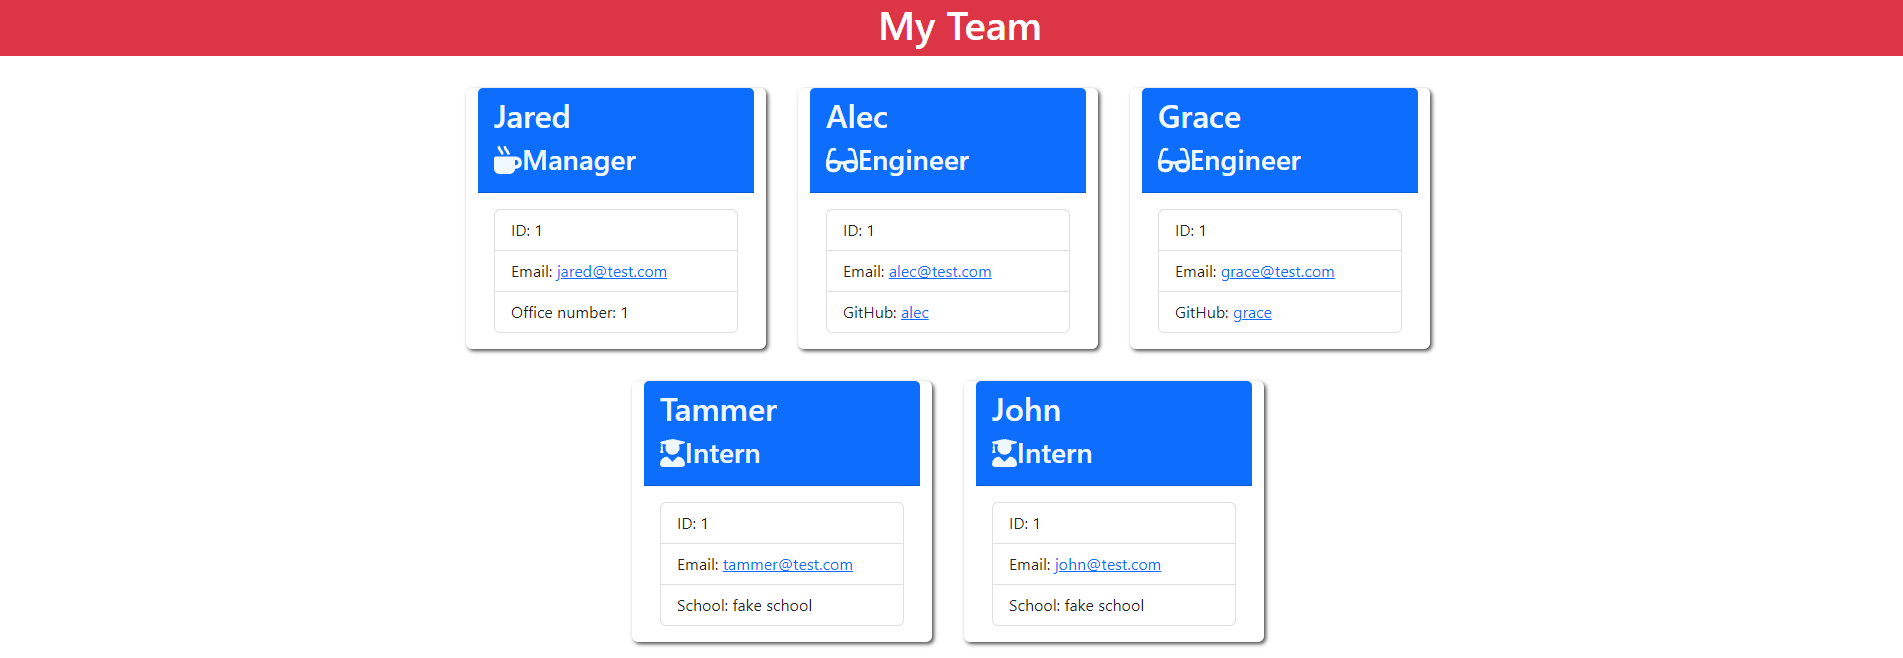 My Team
Jared
Manager
ID: 1
Email: jared@test.com
Office number: 1
Alec
Engineer
ID: 1
Email: alec@test.com
GitHub: alec
Grace
Engineer
ID: 1
Email: grace@test.com
GitHub: grace
Tammer
Intern
ID: 1
Email: tammer@test.com
School: fake school
John
Intern
ID: 1
Email: john@test.com
School: fake school